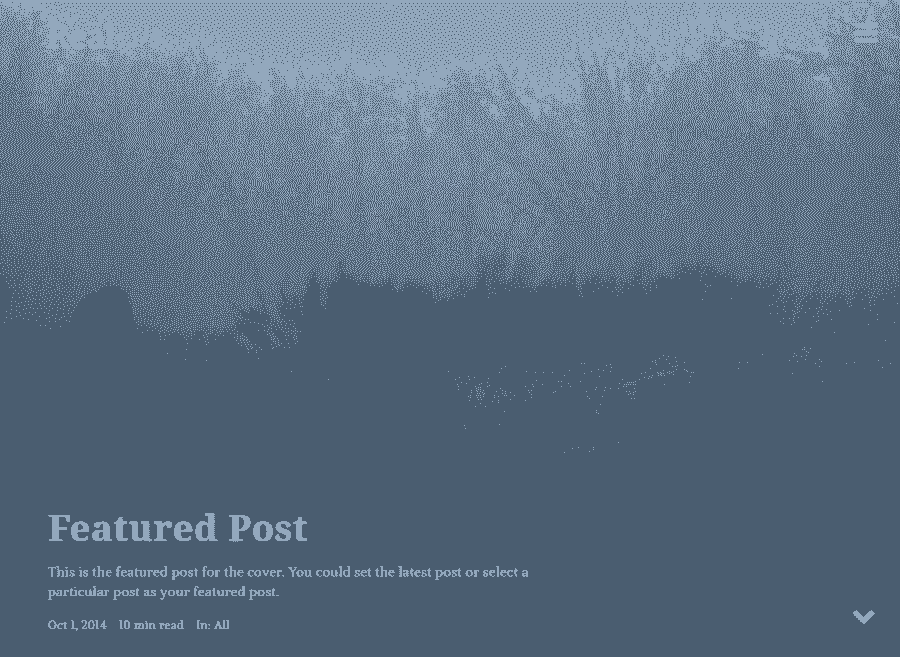 Featured Post
This is the featured post for the cover. You could set the latest post or select a
particular post as your featured post.
Oct 1, 2014 10 min read In: All